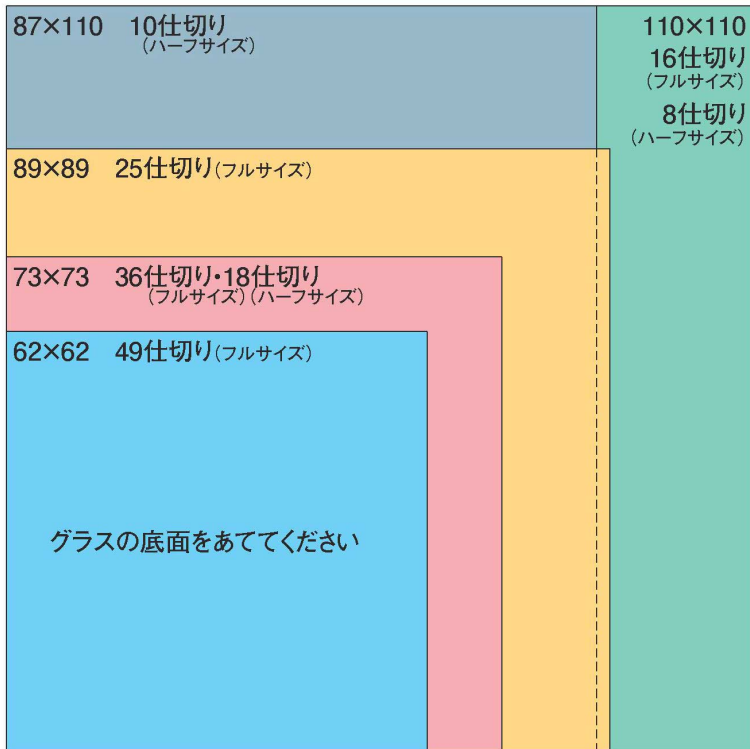 87×110 10仕切り
(ハーフサイズ)
110×110
16仕切り
(フルサイズ)
8仕切り
(ハーフサイズ)
89×89 25仕切り(フルサイズ)
73×73 36仕切り・18仕切り
(フルサイズ)(ハーフサイズ)
62×62 49仕切り(フルサイズ)
グラスの底面をあててください